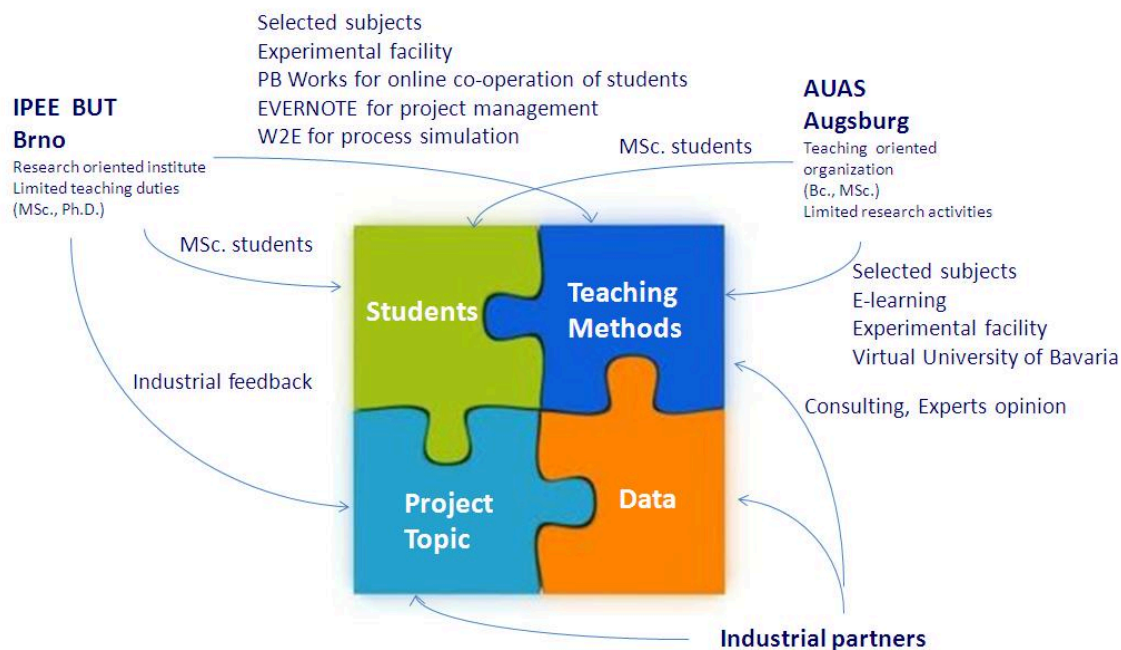 Selected subjects
Experimental facility
PB Works for online co-operation of students
EVERNOTE for project management
W2E for process simulation
IPEE BUT
Brno
Research oriented institute
Limited teaching duties
(MSc., Ph.D.)
AUAS
Augsburg
Teaching oriented
organization
(Bc., MSc.)
Limited research activities
MSc. students
MSc. students
Students
Teaching
Methods
Selected subjects
E-learning
Experimental facility
Virtual University of Bavaria
Industrial feedback
Consulting, Experts opinion
Project
Topic
Data
Industrial partners